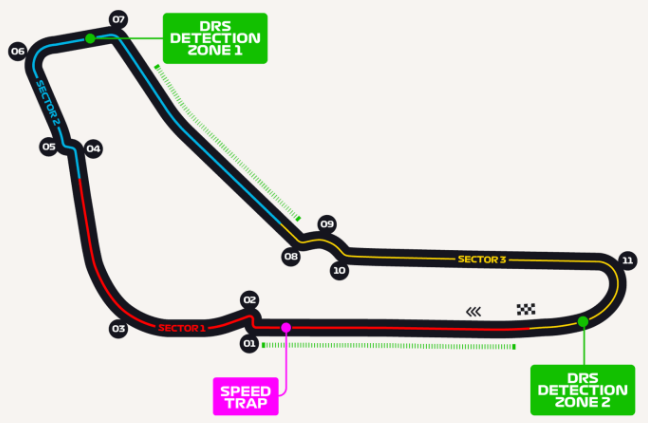 07
DRS
DETECTION
ZONE 1
06
SECTOR 2
05
04
09
08
10
SECTOR 3
11
02
03
SECTOR 1
01
SPEED
TRAP
DRS
DETECTION
ZONE 2